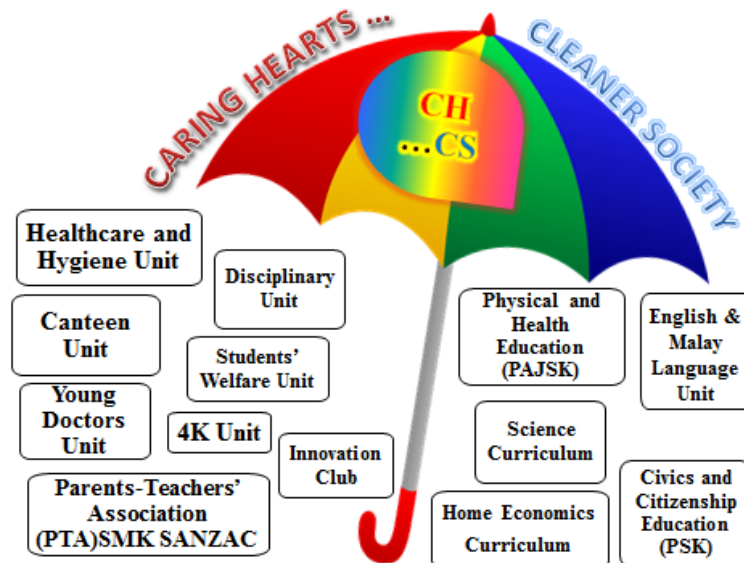 CARING HEARTS ...
CLEANER SOCIETY
CH
...CS
Healthcare and
Hygiene Unit
Disciplinary
Unit
Canteen
Unit
Students'
Welfare Unit
Young
Doctors
Unit
4K Unit
Innovation
Club
Parents-Teachers'
Association
(PTA)SMK SANZAC
Physical and
Health
Education
(PAJSK)
English &
Malay
Language
Unit
Science
Curriculum
Home Economics
Curriculum
Civics and
Citizenship
Education
(PSK)